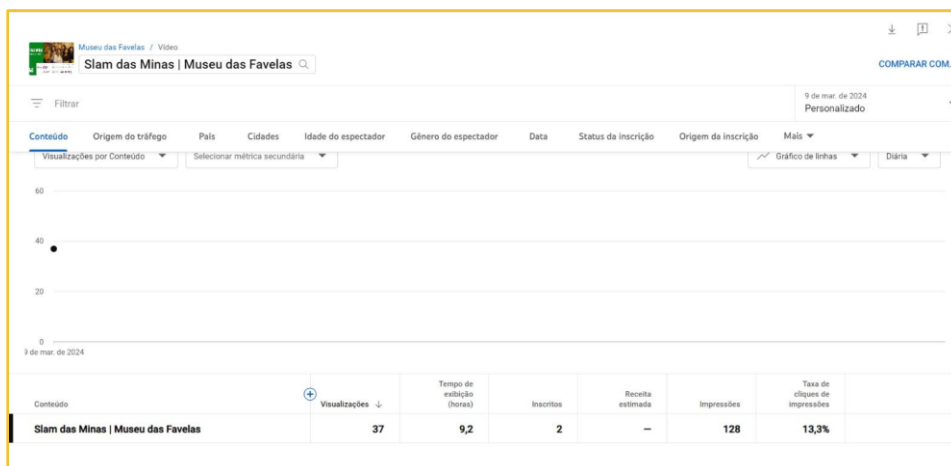 Museu das Favelas / Vídeo
Slam das Minas | Museu das Favelas
COMPARAR COM.
Filtrar
9 de mar. de 2024
Personalizado
Conteúdo Origem do tráfego País Cidades Idade do espectador Gênero do espectador Data Status da inscrição Origem da inscrição Mais
Visualizações por Conteúdo Selecionar métrica secundária Gráfico de linhas Diária
60
40
20
0
9 de mar. de 2024
Conteúdo Visualizações Tempo de exibição (horas) Inscritos Receita estimada Impressões Taxa de cliques de impressões
Slam das Minas | Museu das Favelas 37 9,2 2 — 128 13,3%